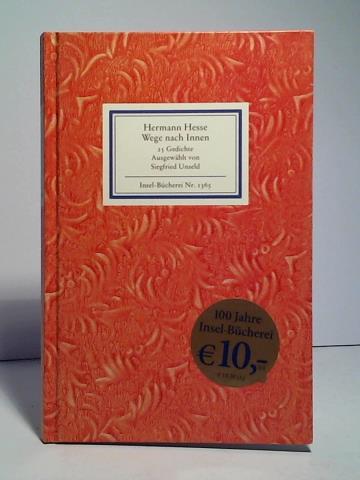 Hermann Hesse
Wege nach Innen
25 Gedichte
Ausgewählt von
Siegfried Unseld
Insel-Bücherei Nr. 1365
100 Jahre
Insel-Bücherei
€ 10,-